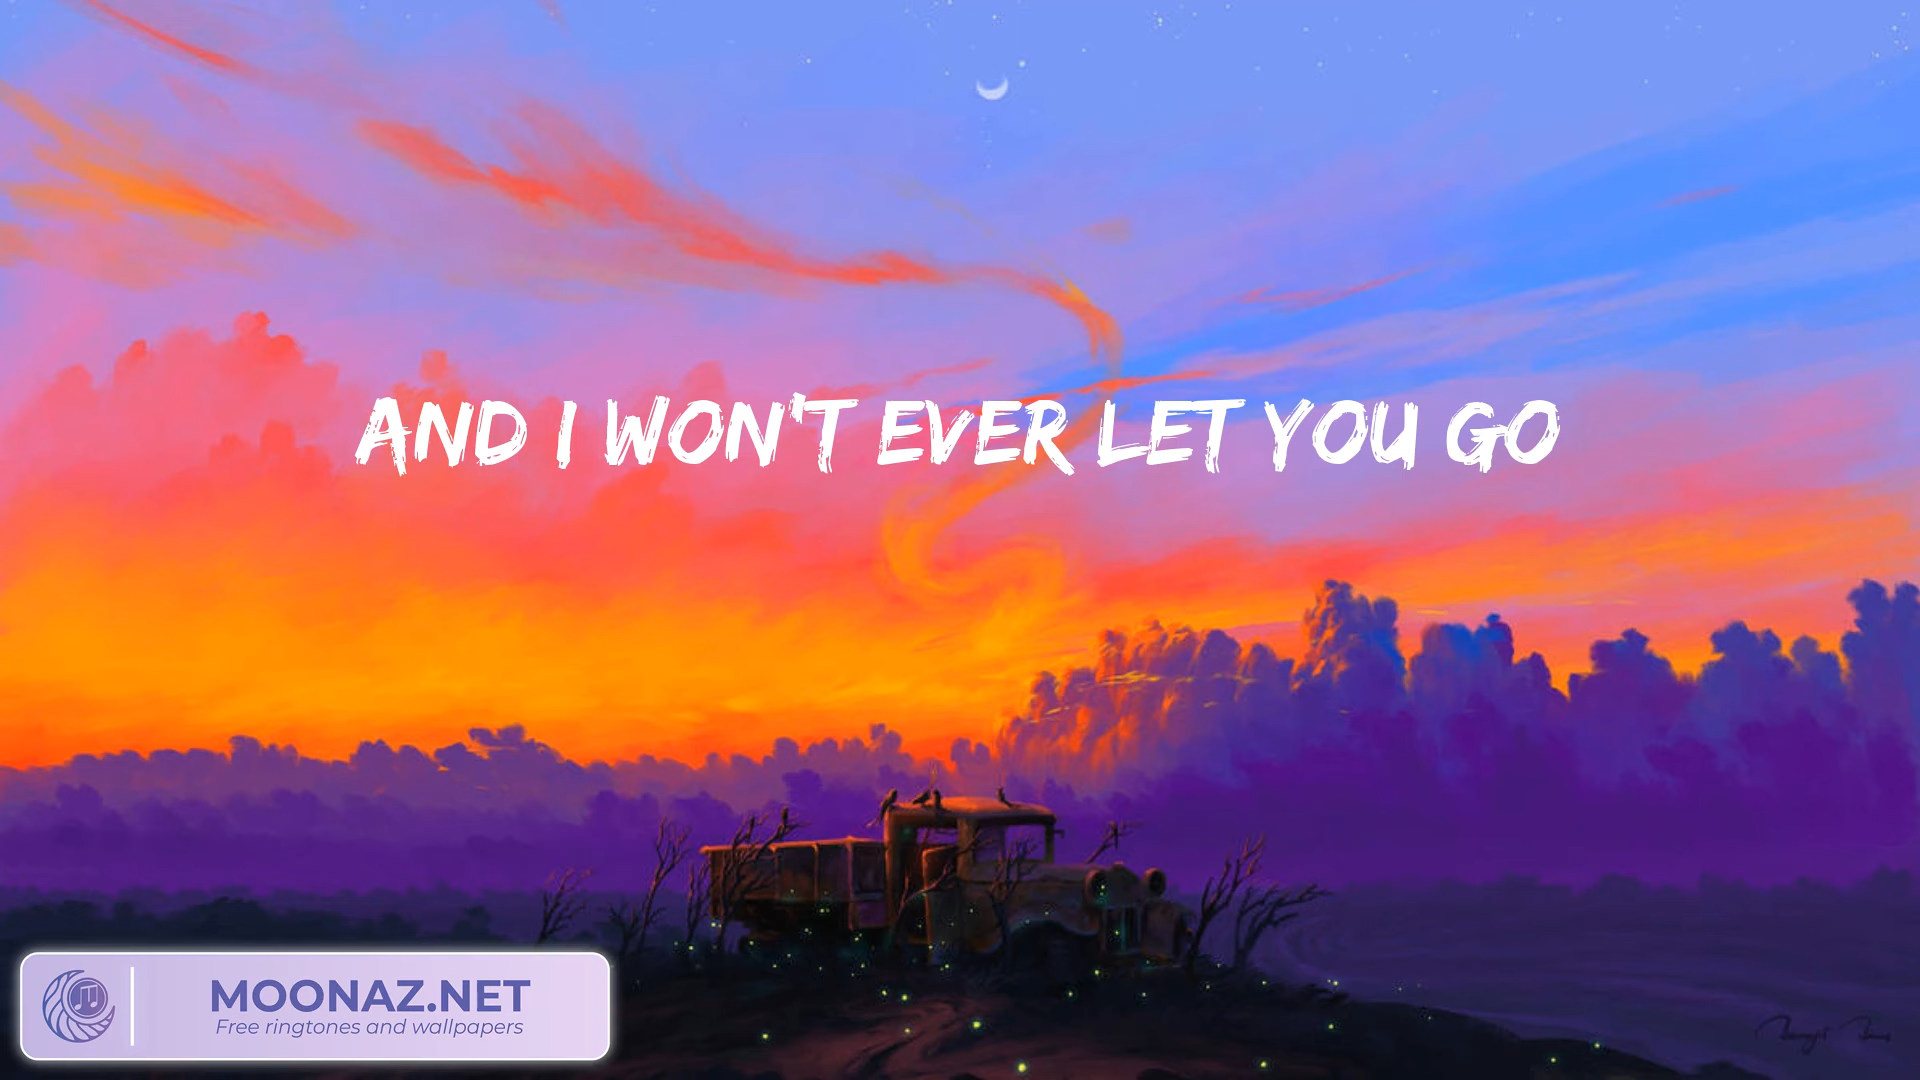 AND I WON'T EVER LET YOU GO
MOONAZ.NET
Free ringtones and wallpapers